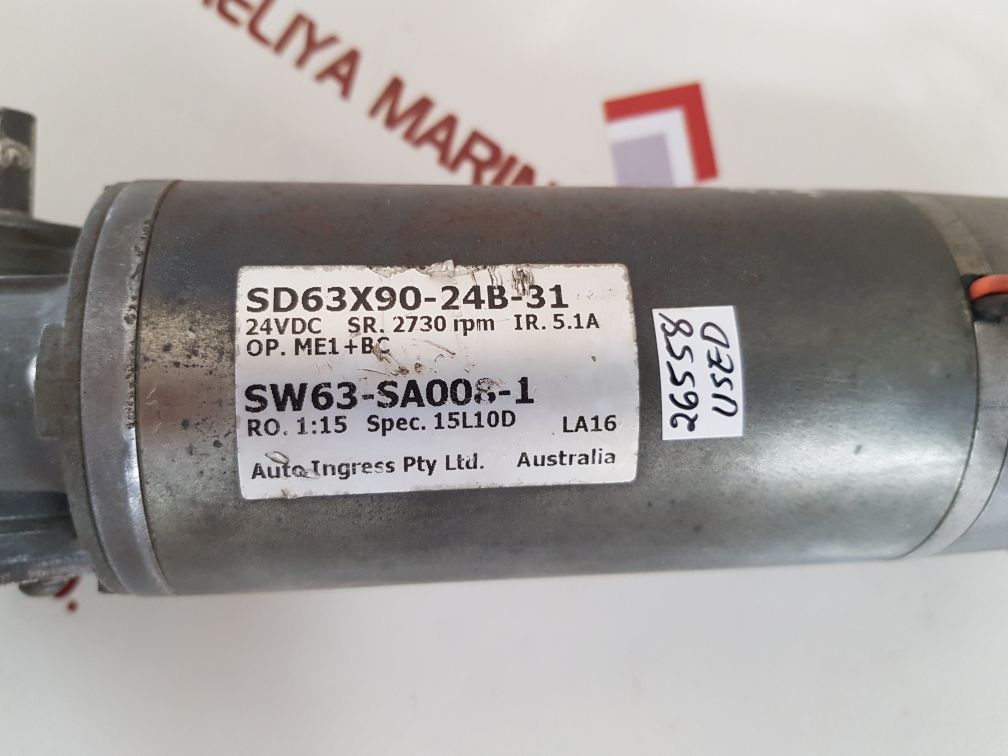 ELIYA MARIN
SD63X90-24B-31
24VDC SR. 2730 rpm IR. 5.1A
OP. ME1+BC
SW63-SA008-1
RO. 1:15 Spec. 15L10D LA16
Auto Ingress Pty Ltd. Australia
265558
USED